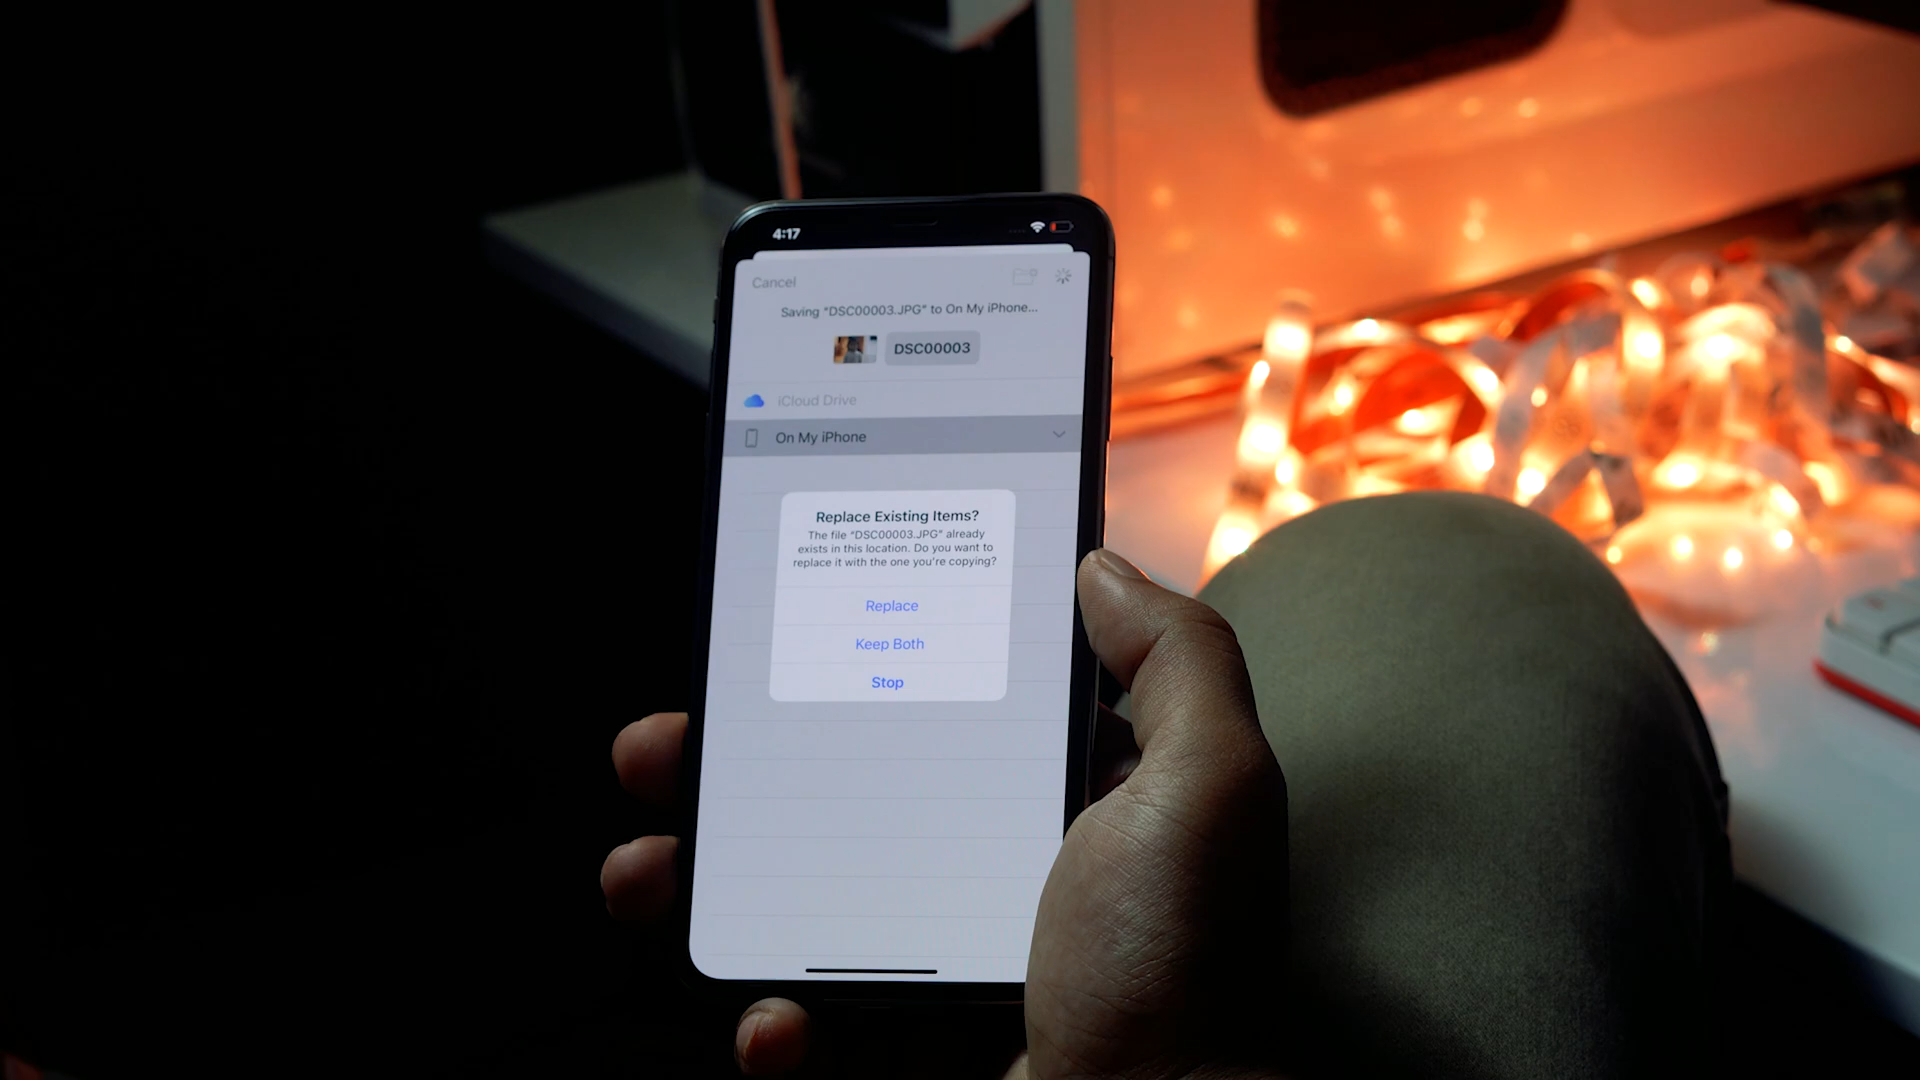 4:17
Cancel
Saving "DSC00003.JPG" to On My iPhone...
DSC00003
iCloud Drive
On My iPhone
Replace Existing Items?
The file "DSC00003.JPG" already
exists in this location. Do you want to
replace it with the one you're copying?
Replace
Keep Both
Stop